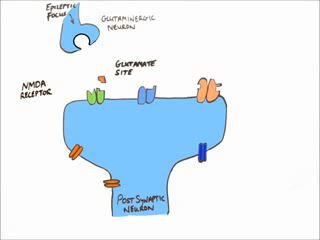 EPILEPTIC
FOCUS
GLUTAMINERGIC
NEURON
GLUTAMATE
SITE
NMDA
RECEPTOR
POST SYNAPTIC
NEURON